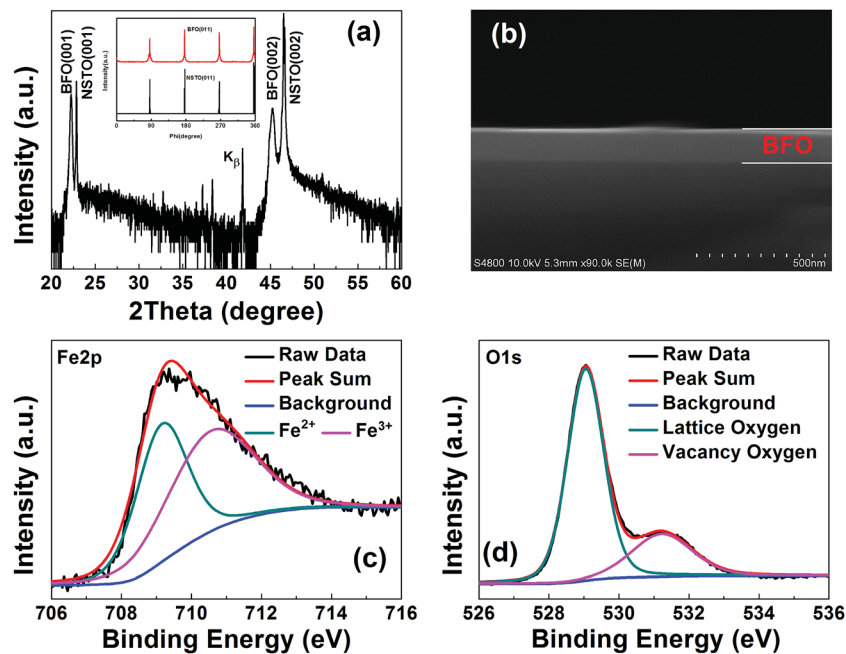 (a)
BFO(001)
NSTO(001)
BFO(011)
NSTO(011)
Intensity(a.u.)
0 90 180 270 360
Phi(degree)
BFO(002)
NSTO(002)
Kβ
Intensity (a.u.)
20 25 30 35 40 45 50 55 60
2Theta (degree)
(b)
BFO
S4800 10.0kV 5.3mm x90.0k SE(M)
500nm
Fe2p
Raw Data
Peak Sum
Background
Fe2+ Fe3+
(c)
Intensity (a.u.)
706 708 710 712 714 716
Binding Energy (eV)
O1s
Raw Data
Peak Sum
Background
Lattice Oxygen
Vacancy Oxygen
(d)
Intensity (a.u.)
526 528 530 532 534 536
Binding Energy (eV)